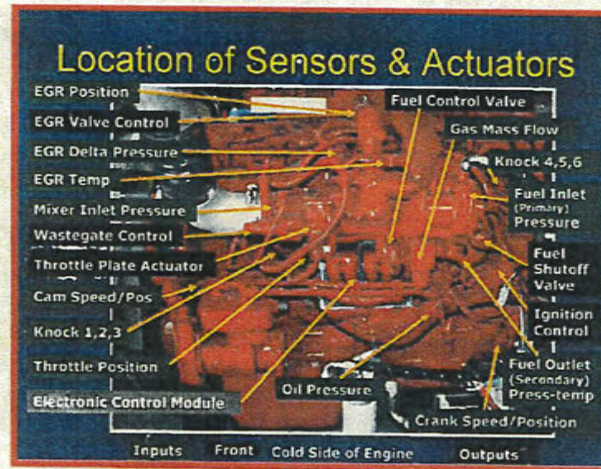 Location of Sensors & Actuators
EGR Position
EGR Valve Control
EGR Delta Pressure
EGR Temp
Mixer Inlet Pressure
Wastegate Control
Throttle Plate Actuator
Cam Speed/Pos
Knock 1,2,3
Throttle Position
Electronic Control Module
Oil Pressure
Fuel Control Valve
Gas Mass Flow
Knock 4,5,6
Fuel Inlet
(Primary)
Pressure
Fuel
Shutoff
Valve
Ignition
Control
Fuel Outlet
(Secondary)
Press-temp
Crank Speed/Position
Inputs Front Cold Side of Engine Outputs